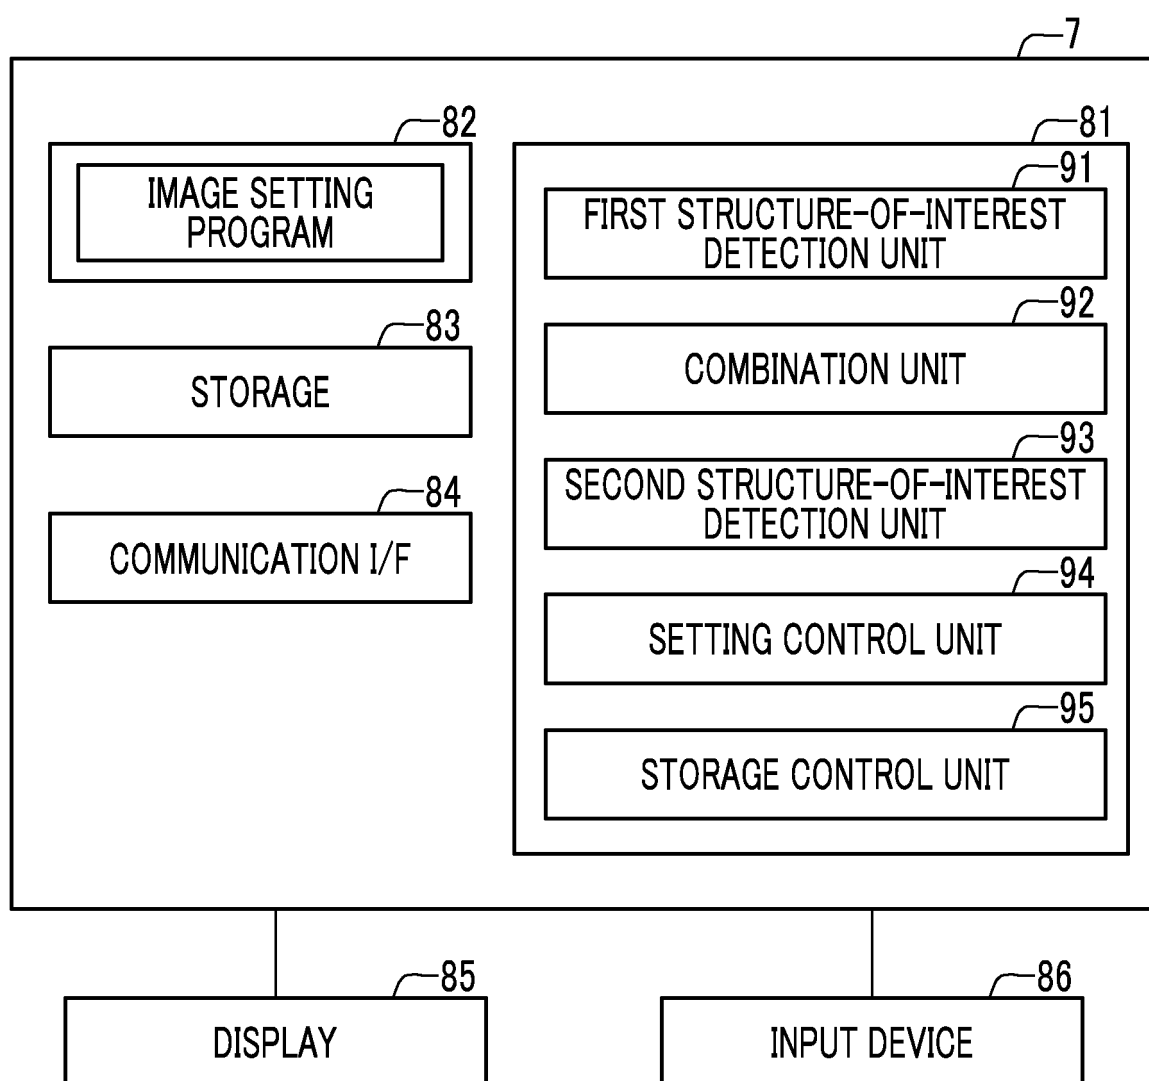 7
82
IMAGE SETTING
PROGRAM
83
STORAGE
84
COMMUNICATION I/F
81
91
FIRST STRUCTURE-OF-INTEREST
DETECTION UNIT
92
COMBINATION UNIT
93
SECOND STRUCTURE-OF-INTEREST
DETECTION UNIT
94
SETTING CONTROL UNIT
95
STORAGE CONTROL UNIT
85
DISPLAY
86
INPUT DEVICE